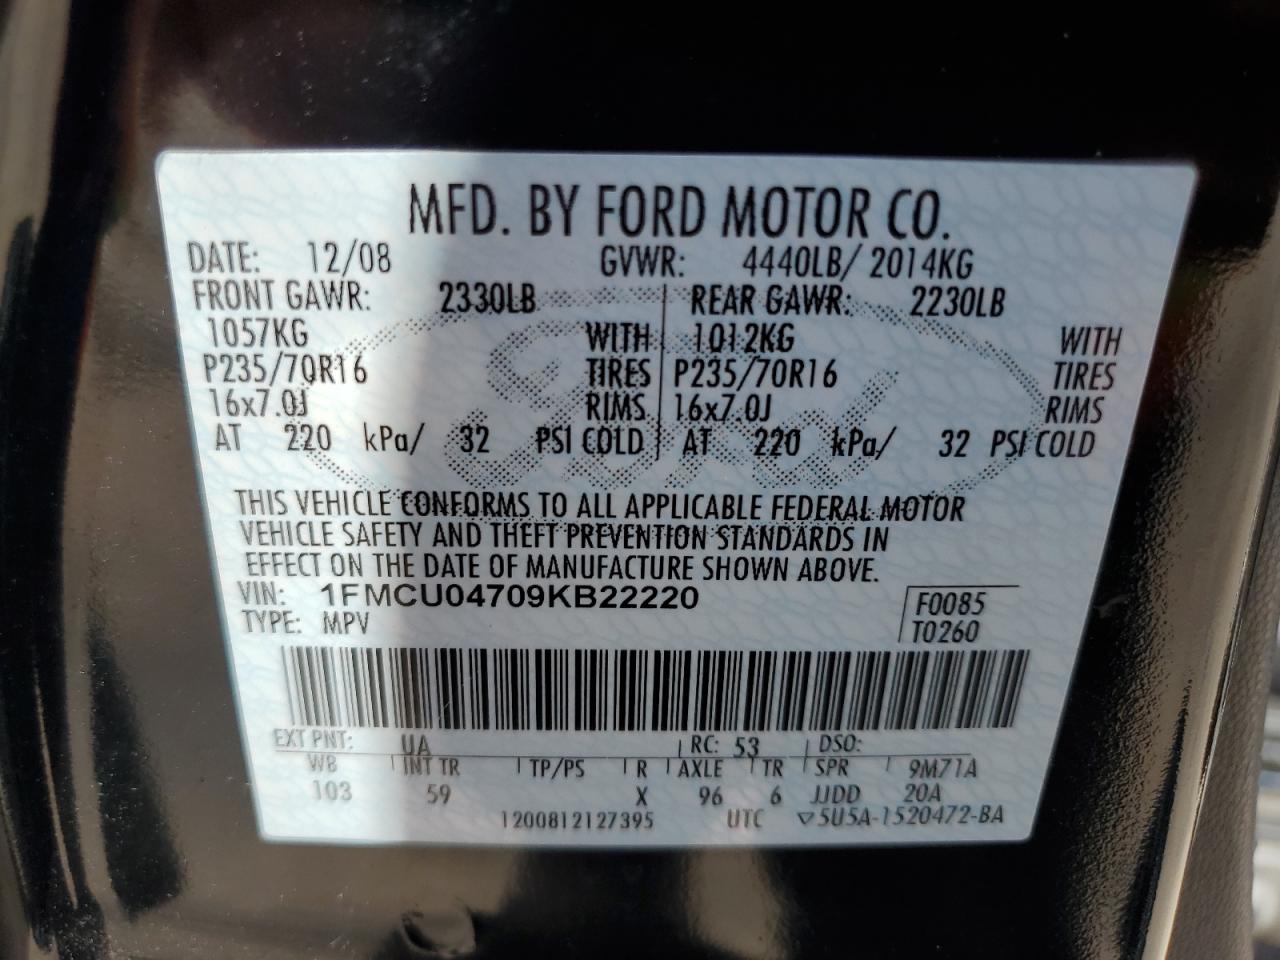 MFD. BY FORD MOTOR CO.
DATE: 12/08 GVWR: 4440LB/ 2014KG
FRONT GAWR: 2330LB REAR GAWR: 2230LB
1057KG WITH 1012KG WITH
P235/70R16 TIRES P235/70R16 TIRES
16x7.0J RIMS 16x7.0J RIMS
AT 220 kPa/ 32 PSI COLD AT 220 kPa/ 32 PSI COLD
Ford
THIS VEHICLE CONFORMS TO ALL APPLICABLE FEDERAL MOTOR
VEHICLE SAFETY AND THEFT PREVENTION STANDARDS IN
EFFECT ON THE DATE OF MANUFACTURE SHOWN ABOVE.
VIN: 1FMCU04709KB22220 F0085
TYPE: MPV T0260
EXT PNT: UA RC: 53 DSO:
WB INT TR TP/PS R AXLE TR SPR 9M71A
103 59 X 96 6 JJDD 20A
1200812127395 UTC ▽5U5A-1520472-BA